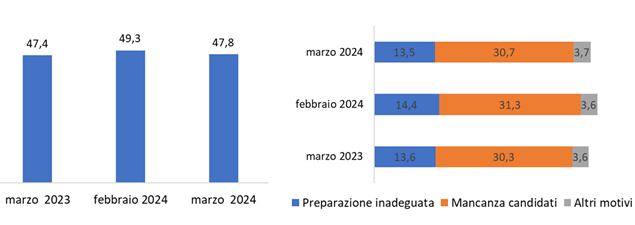 47,4
49,3
47,8
marzo 2023
febbraio 2024
marzo 2024
marzo 2024
13,5
30,7
3,7
febbraio 2024
14,4
31,3
3,6
marzo 2023
13,6
30,3
3,6
Preparazione inadeguata
Mancanza candidati
Altri motivi